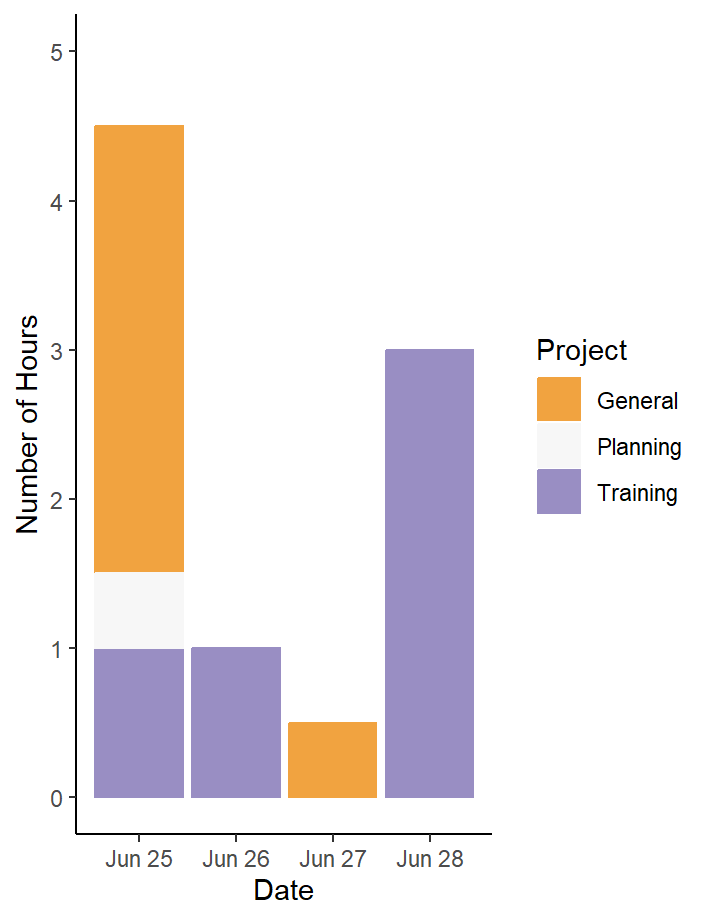 5
4
3
2
1
0
Number of Hours
Jun 25 Jun 26 Jun 27 Jun 28
Date
Project
General
Planning
Training